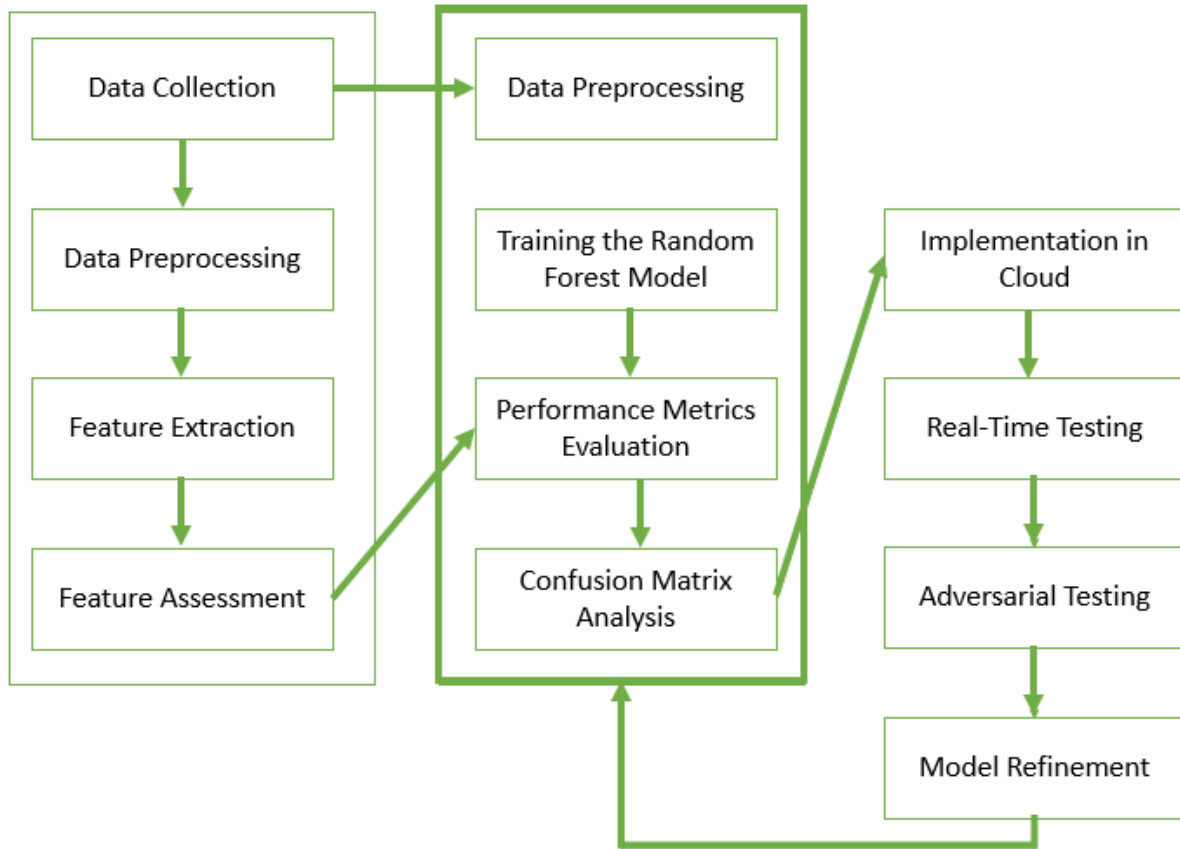 Data Collection
Data Preprocessing
Feature Extraction
Feature Assessment
Data Preprocessing
Training the Random
Forest Model
Performance Metrics
Evaluation
Confusion Matrix
Analysis
Implementation in
Cloud
Real-Time Testing
Adversarial Testing
Model Refinement